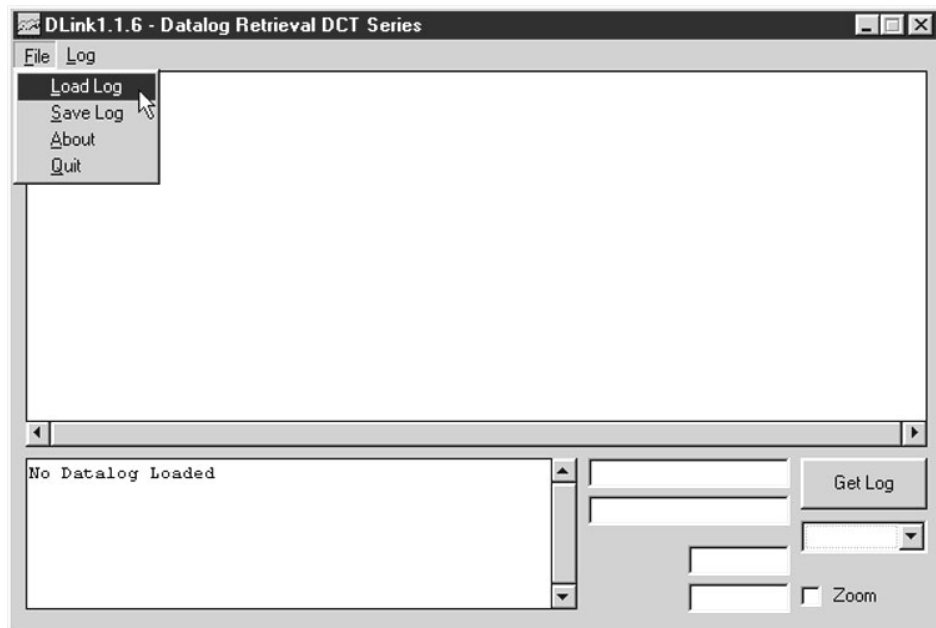 DLink1.1.6 - Datalog Retrieval DCT Series
File Log
Load Log
Save Log
About
Quit
No Datalog Loaded
Get Log
Zoom